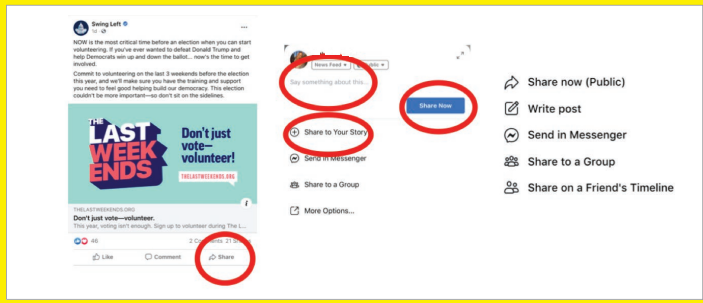 Swing Left
1d
NOW is the most critical time before an election when you can start
volunteering. If you've ever wanted to defeat Donald Trump and
help Democrats win up and down the ballot... now's the time to get
involved.
Commit to volunteering on the last 3 weekends before the election
this year, and we'll make sure you have the training and support
you need to feel good helping build our democracy. This election
couldn't be more important—so don't sit on the sidelines.
THE
LAST
WEEK
ENDS
Don't just
vote—
volunteer!
THELASTWEEKENDS.ORG
THELASTWEEKENDS.ORG
Don't just vote—volunteer.
This year, voting isn't enough. Sign up to volunteer during The L...
46
2 Comments 21 Shares
Like Comment Share
News Feed Public
Say something about this...
Share Now
Share to Your Story
Send in Messenger
Share to a Group
More Options...
Share now (Public)
Write post
Send in Messenger
Share to a Group
Share on a Friend's Timeline